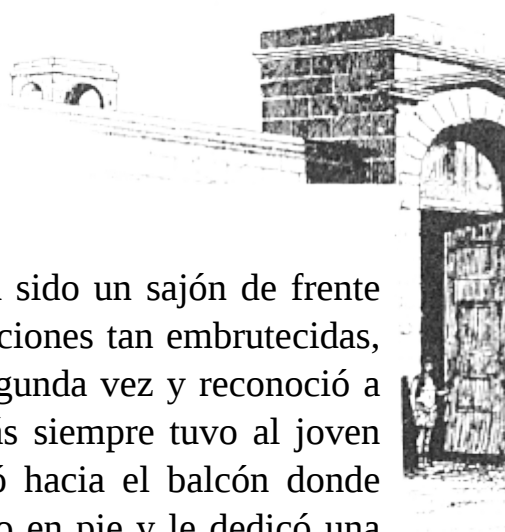 sido un sajón de frente
ciones tan embrutecidas,
gunda vez y reconoció a
s siempre tuvo al joven
hacia el balcón donde
en pie y le dedicó una